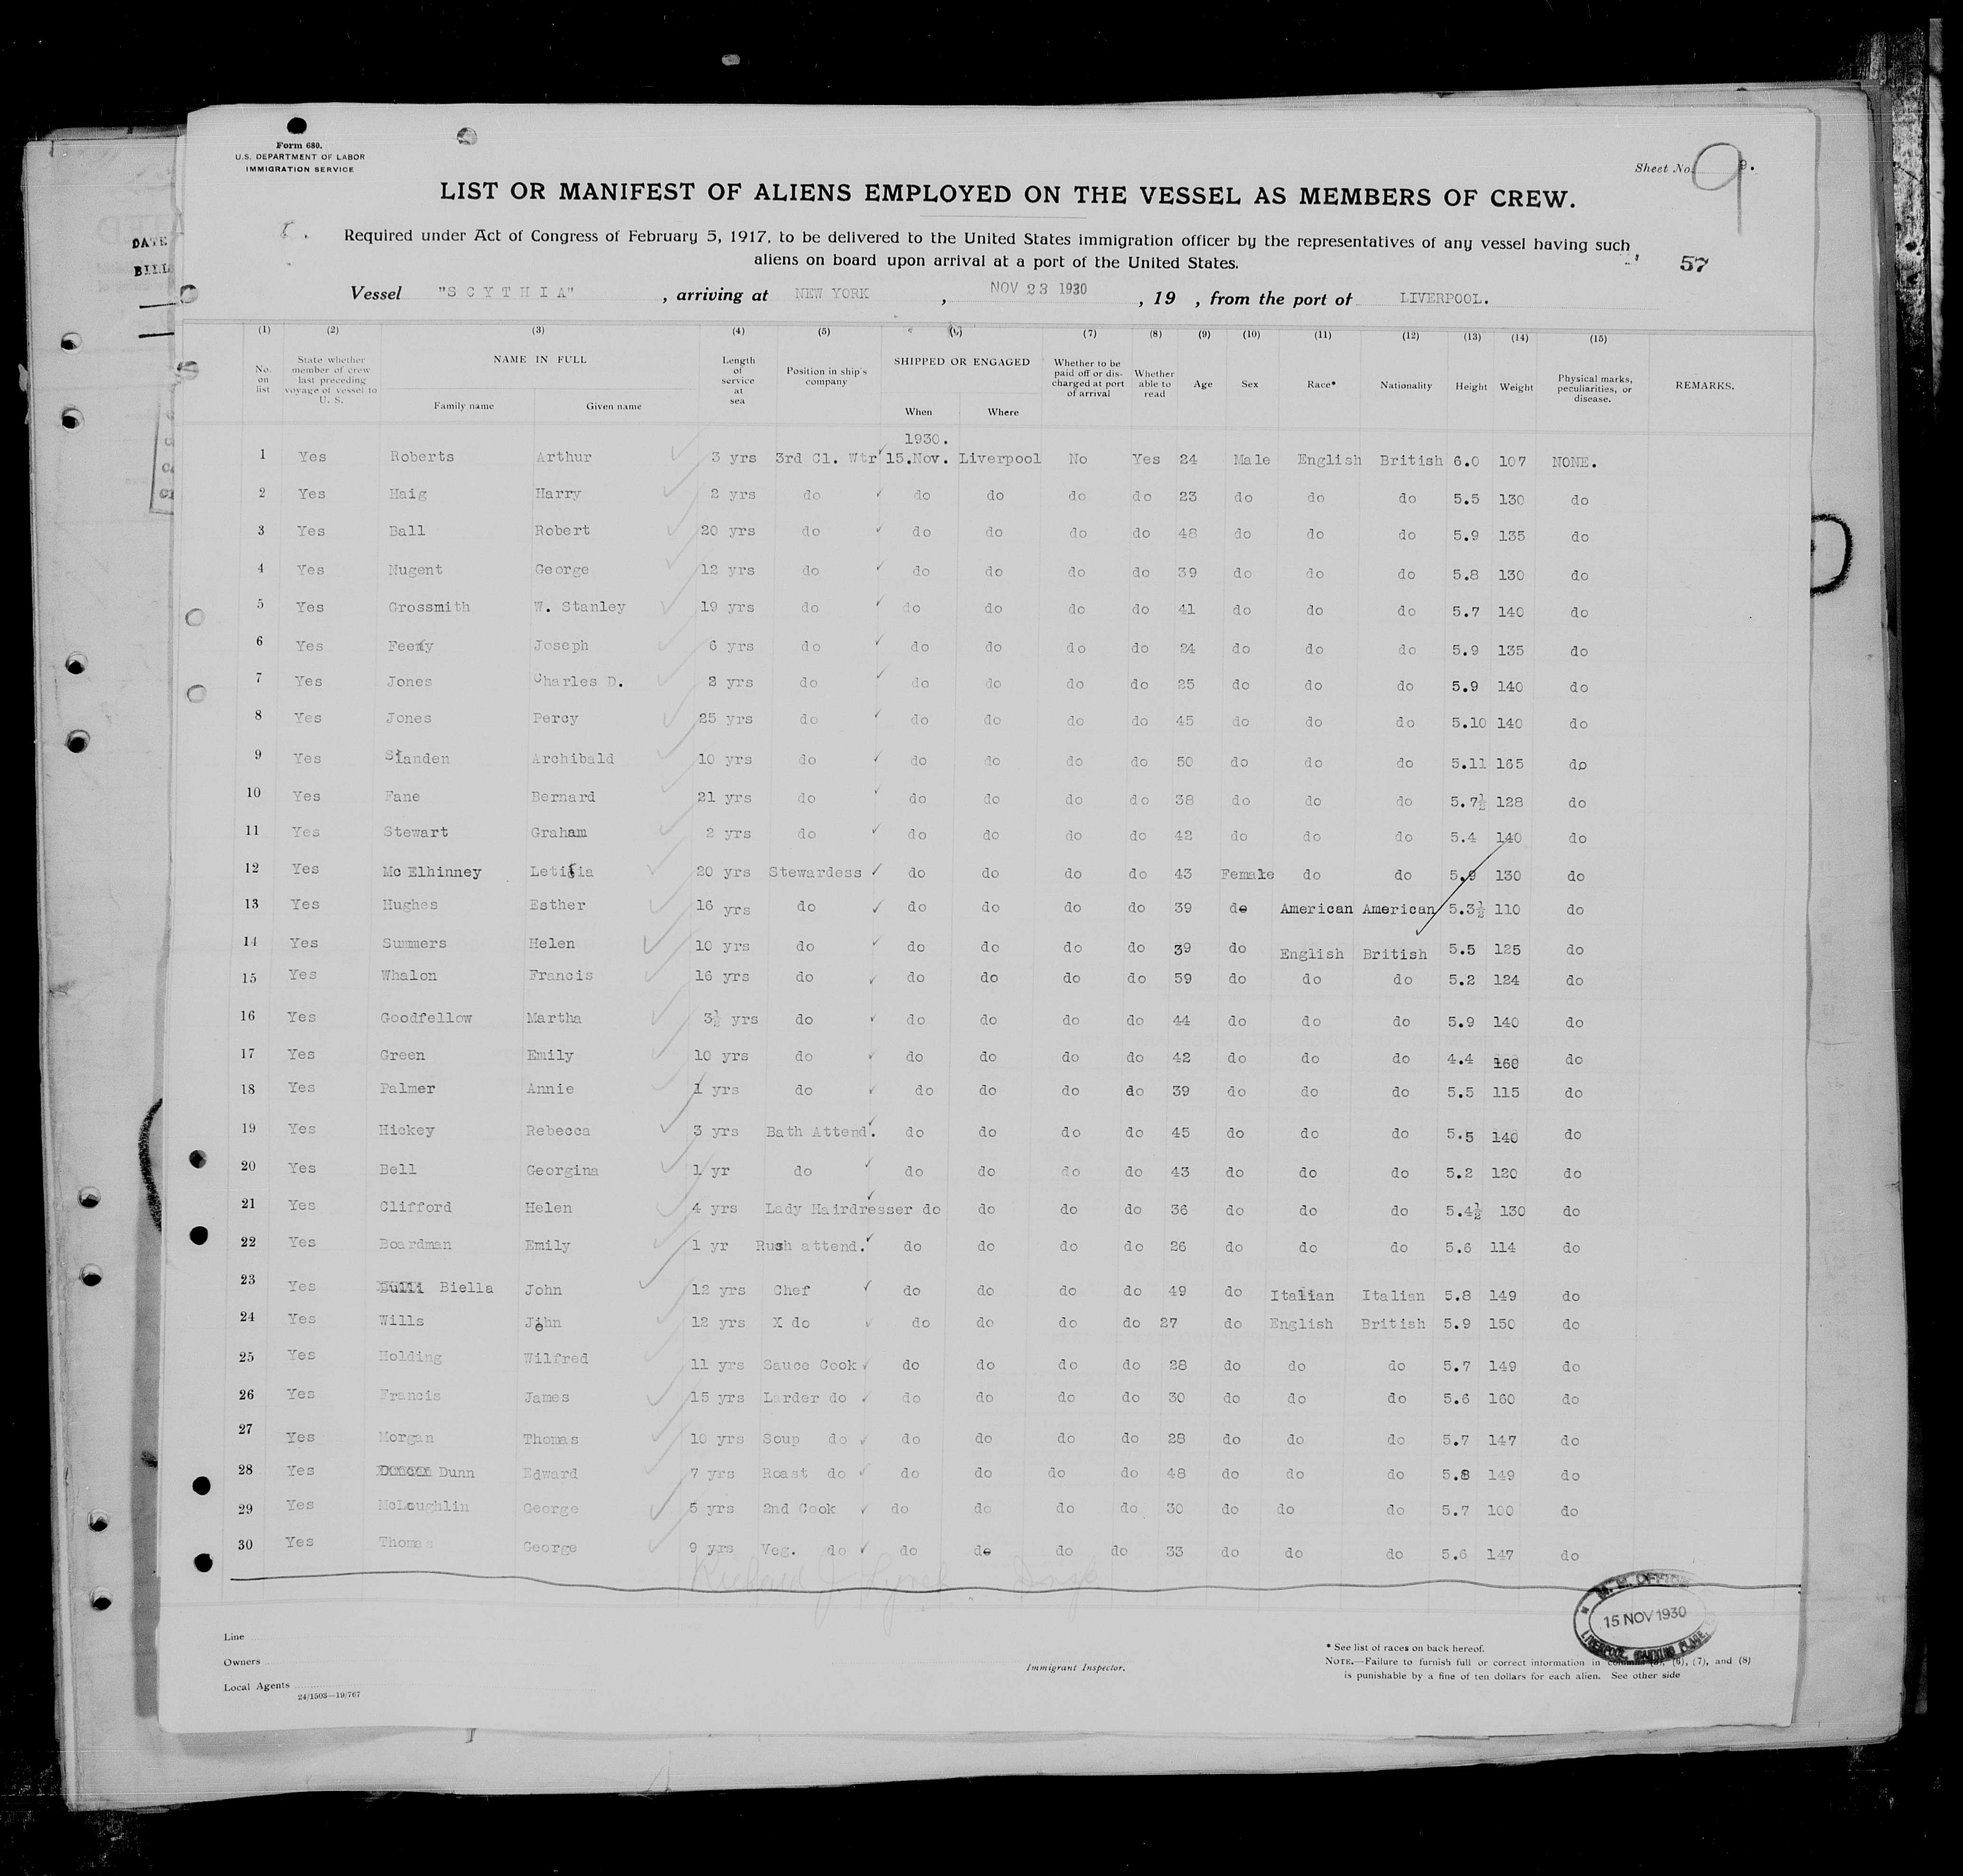 Form 680.
U.S. DEPARTMENT OF LABOR
IMMIGRATION SERVICE
Sheet No. 9.
9
LIST OR MANIFEST OF ALIENS EMPLOYED ON THE VESSEL AS MEMBERS OF CREW.
Required under Act of Congress of February 5, 1917, to be delivered to the United States immigration officer by the representatives of any vessel having such
aliens on board upon arrival at a port of the United States.
57
DATE
Vessel "SCYTHIA", arriving at NEW YORK, NOV 23 1930, 19 , from the port of LIVERPOOL.
(1) (2) (3) (4) (5) (6) (7) (8) (9) (10) (11) (12) (13) (14) (15)
No. on list State whether member of crew last preceding voyage of vessel to U. S. NAME IN FULL Family name Given name Length of service at sea Position in ship's company SHIPPED OR ENGAGED When Where Whether to be paid off or discharged at port of arrival Whether able to read Age Sex Race* Nationality Height Weight Physical marks, peculiarities, or disease. REMARKS.
1930.
1 Yes Roberts Arthur 3 yrs 3rd Cl. Wtr 15.Nov. Liverpool No Yes 24 Male English British 6.0 107 NONE.
2 Yes Haig Harry 2 yrs do do do do do 23 do do do 5.5 130 do
3 Yes Ball Robert 20 yrs do do do do do 48 do do do 5.9 135 do
4 Yes Nugent George 12 yrs do do do do do 39 do do do 5.8 130 do
5 Yes Grossmith W. Stanley 19 yrs do do do do do 41 do do do 5.7 140 do
6 Yes Joseph 6 yrs do do do do do 24 do do do 5.9 135 do
7 Yes Jones Charles D. yrs do do do do do 25 do do do 5.9 140 do
8 Yes Jones Percy 25 yrs do do do do do 45 do do do 5.10 140 do
9 Yes Standen Archibald 10 yrs do do do do do 50 do do do 5.11 165 do
10 Yes Fane Bernard 21 yrs do do do do do 38 do do do 5.7½ 128 do
11 Yes Stewart Graham 2 yrs do do do do do 42 do do do 5.4 140 do
12 Yes Mc Elhinney Letitia 20 yrs Stewardess do do do do 43 Female do do 5.9 130 do
13 Yes Hughes Esther 16 yrs do do do do do 39 do American American 5.3½ 110 do
14 Yes Summers Helen 10 yrs do do do do do 39 do English British 5.5 125 do
15 Yes Whalon Francis 16 yrs do do do do do 59 do do do 5.2 124 do
16 Yes Goodfellow Martha 3½ yrs do do do do do 44 do do do 5.9 140 do
17 Yes Green Emily 10 yrs do do do do do 42 do do do 4.4 160 do
18 Yes Palmer Annie 1 yrs do do do do do 39 do do do 5.5 115 do
19 Yes Hickey Rebecca 3 yrs Bath Attend. do do do do 45 do do do 5.5 140 do
20 Yes Bell Georgina 1 yr do do do do do 43 do do do 5.2 120 do
21 Yes Clifford Helen 4 yrs Lady Hairdresser do do do do 36 do do do 5.4½ 130 do
22 Yes Boardman Emily 1 yr Rush attend. do do do do 26 do do do 5.6 114 do
23 Yes Biella John 12 yrs Chef do do do do 49 do Italian Italian 5.8 149 do
24 Yes Wills John 12 yrs X do do do do do 27 do English British 5.9 150 do
25 Yes Holding Wilfred 11 yrs Sauce Cook do do do do 28 do do do 5.7 149 do
26 Yes Francis James 15 yrs Larder do do do do do 30 do do do 5.6 160 do
27 Yes Morgan Thomas 10 yrs Soup do do do do do 28 do do do 5.7 147 do
28 Yes Dunn Edward 7 yrs Roast do do do do do 48 do do do 5.8 149 do
29 Yes McLoughlin George 5 yrs 2nd Cook do do do do 30 do do do 5.7 100 do
30 Yes Thomas George 9 yrs Veg. do do do do do 33 do do do 5.6 147 do
Richard J Lynch Insp
15 NOV 1930
Line
Owners
Local Agents
24/1503—19/767
Immigrant Inspector.
* See list of races on back hereof.
NOTE.—Failure to furnish full or correct information in columns (6), (7), and (8)
is punishable by a fine of ten dollars for each alien. See other side